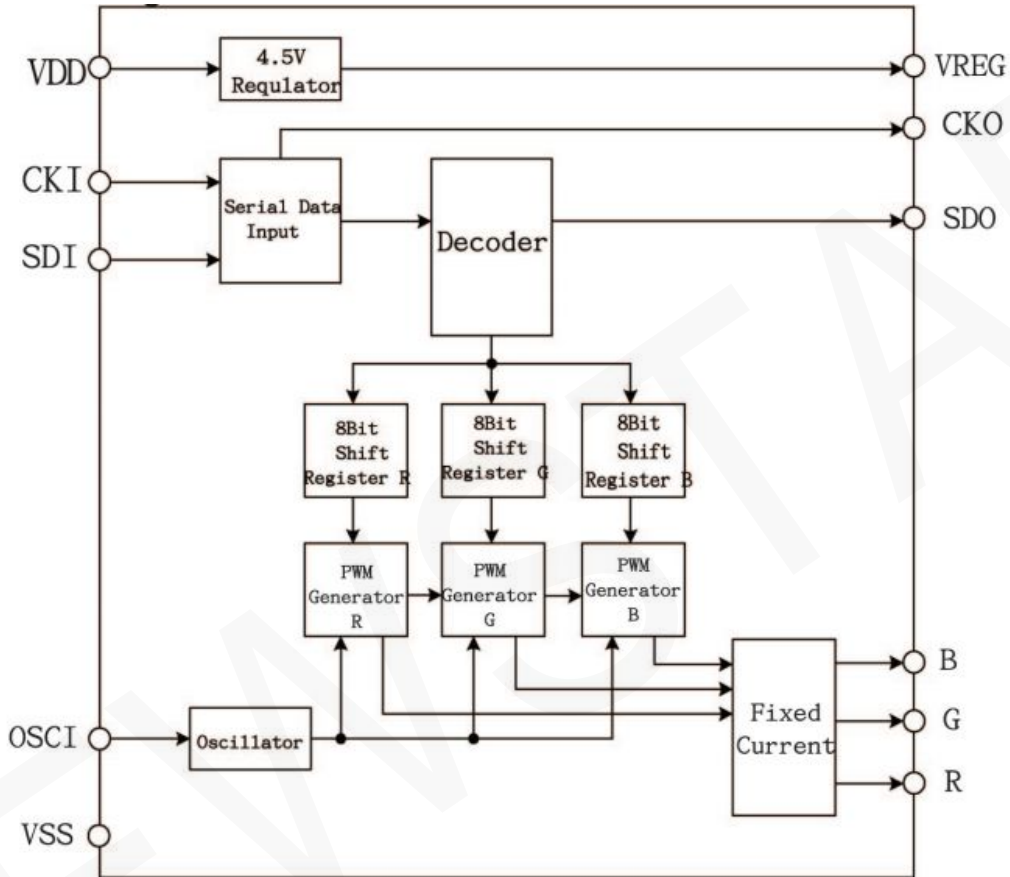 VDD
4.5V
Requlator
VREG
CKO
CKI
Serial Data
Input
SDI
Decoder
SDO
8Bit
Shift
Register R
8Bit
Shift
Register G
8Bit
Shift
Register B
PWM
Generator
R
PWM
Generator
G
PWM
Generator
B
OSCI
Oscillator
Fixed
Current
B
G
R
VSS